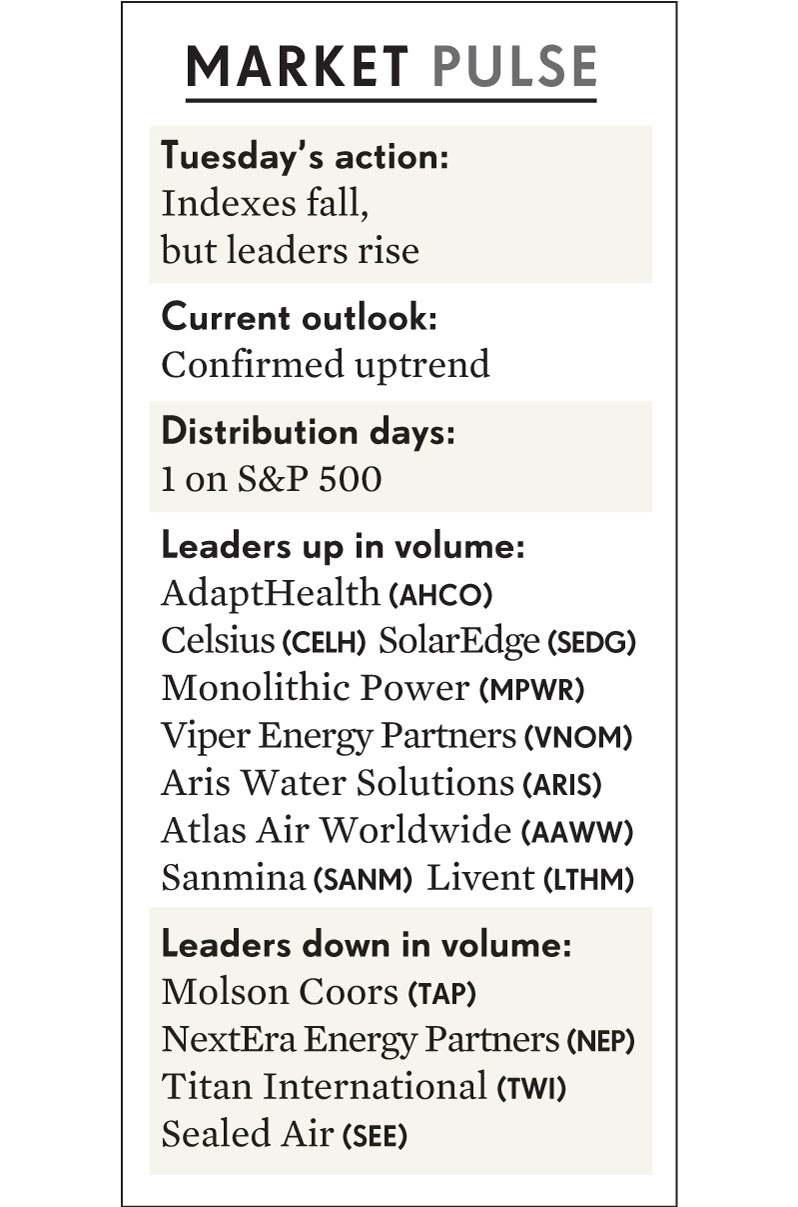 MARKET PULSE
Tuesday’s action:
Indexes fall,
but leaders rise
Current outlook:
Confirmed uptrend
Distribution days:
1 on S&P 500
Leaders up in volume:
AdaptHealth (AHCO)
Celsius (CELH) SolarEdge (SEDG)
Monolithic Power (MPWR)
Viper Energy Partners (VNOM)
Aris Water Solutions (ARIS)
Atlas Air Worldwide (AAWW)
Sanmina (SANM) Livent (LTHM)
Leaders down in volume:
Molson Coors (TAP)
NextEra Energy Partners (NEP)
Titan International (TWI)
Sealed Air (SEE)